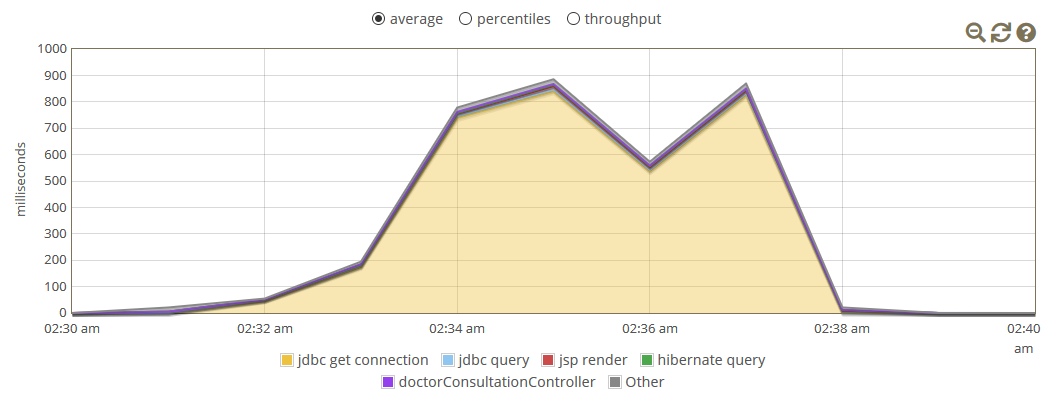 average percentiles throughput
1000
900
800
700
600
500
400
300
200
100
0
milliseconds
02:30 am 02:32 am 02:34 am 02:36 am 02:38 am 02:40 am
jdbc get connection jdbc query jsp render hibernate query
doctorConsultationController Other